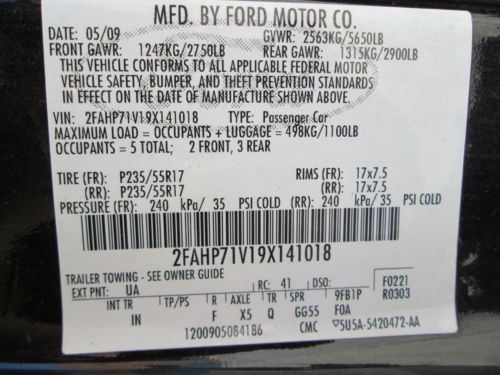 MFD. BY FORD MOTOR CO.
DATE: 05/09 GVWR: 2563KG/5650LB
FRONT GAWR: 1247KG/2750LB REAR GAWR: 1315KG/2900LB
THIS VEHICLE CONFORMS TO ALL APPLICABLE FEDERAL MOTOR
VEHICLE SAFETY, BUMPER, AND THEFT PREVENTION STANDARDS
IN EFFECT ON THE DATE OF MANUFACTURE SHOWN ABOVE.
VIN: 2FAHP71V19X141018 TYPE: Passenger Car
MAXIMUM LOAD = OCCUPANTS + LUGGAGE = 498KG/1100LB
OCCUPANTS = 5 TOTAL; 2 FRONT, 3 REAR
TIRE (FR): P235/55R17 RIMS (FR): 17x7.5
(RR): P235/55R17 (RR): 17x7.5
PRESSURE (FR): 240 kPa/ 35 PSI COLD (RR): 240 kPa/ 35 PSI COLD
2FAHP71V19X141018
TRAILER TOWING - SEE OWNER GUIDE
EXT PNT: UA RC: 41 DSO: F0221
INT TR TP/PS R AXLE TR SPR 9FB1P R0303
IN F X5 Q GG55 FOA
1200905084186 CMC ▽5U5A-5420472-AA